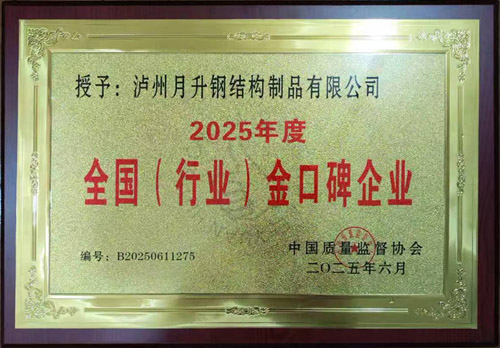 授予：泸州月升钢结构制品有限公司
2025年度
全国（行业）金口碑企业
中国质量监督协会
编号：B20250611275
二〇二五年六月